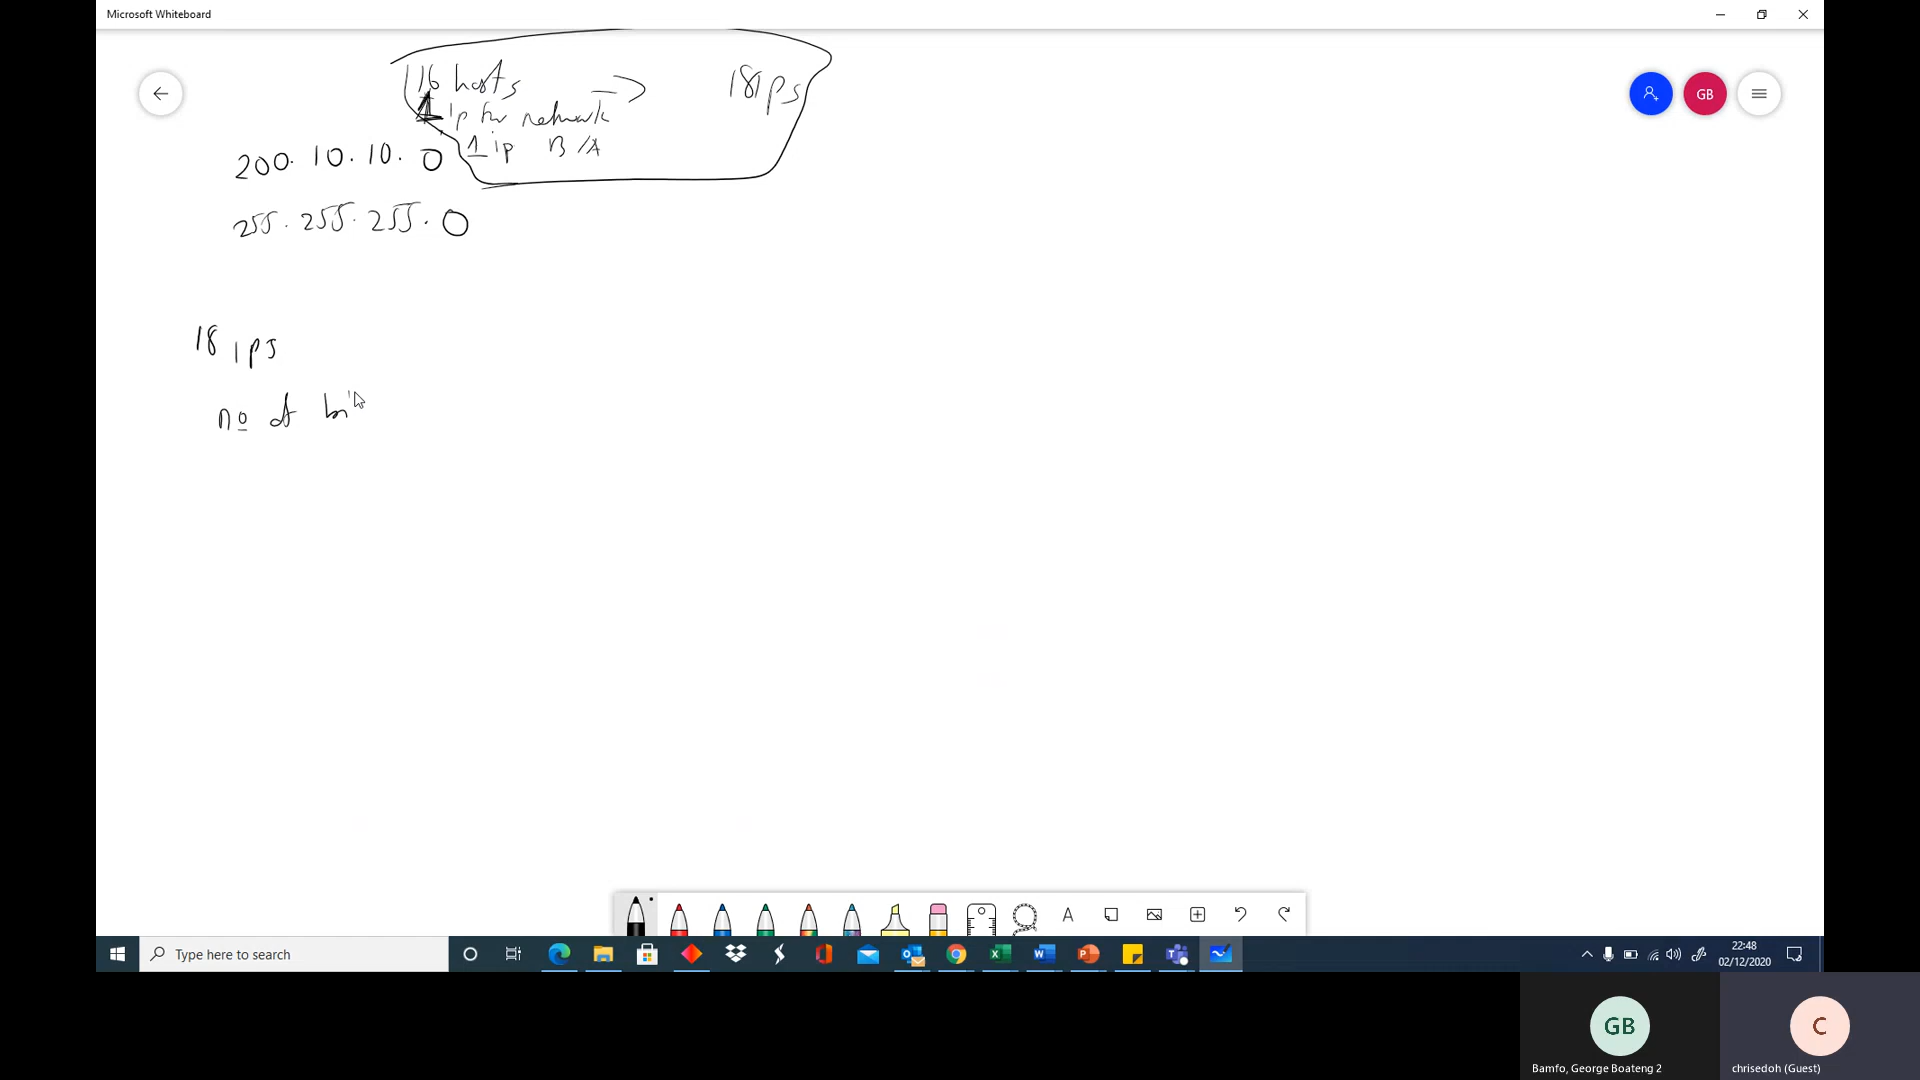 Microsoft Whiteboard
16 hosts → 18 ips
1 ip for network
1 ip B/A
200.10.10.0
255.255.255.0
GB
18 ips
no of bi
A
Type here to search
22:48
02/12/2020
GB
C
Bamfo, George Boateng 2
chrisedoh (Guest)